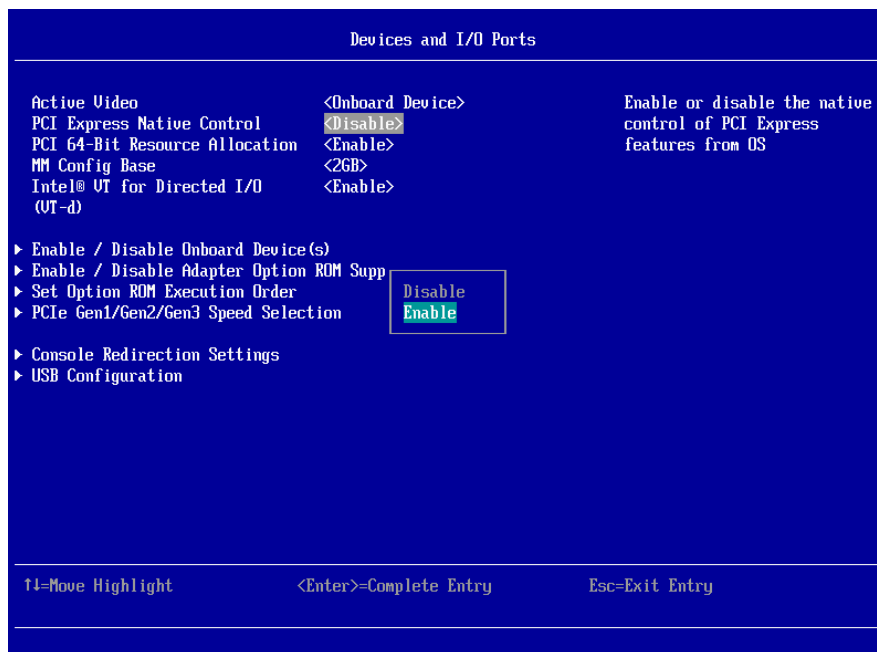 Devices and I/O Ports
Active Video <Onboard Device> Enable or disable the native
PCI Express Native Control <Disable> control of PCI Express
PCI 64-Bit Resource Allocation <Enable> features from OS
MM Config Base <2GB>
Intel® VT for Directed I/O <Enable>
(VT-d)
▶ Enable / Disable Onboard Device(s)
▶ Enable / Disable Adapter Option ROM Supp
▶ Set Option ROM Execution Order Disable
▶ PCIe Gen1/Gen2/Gen3 Speed Selection Enable
▶ Console Redirection Settings
▶ USB Configuration
↑↓=Move Highlight <Enter>=Complete Entry Esc=Exit Entry